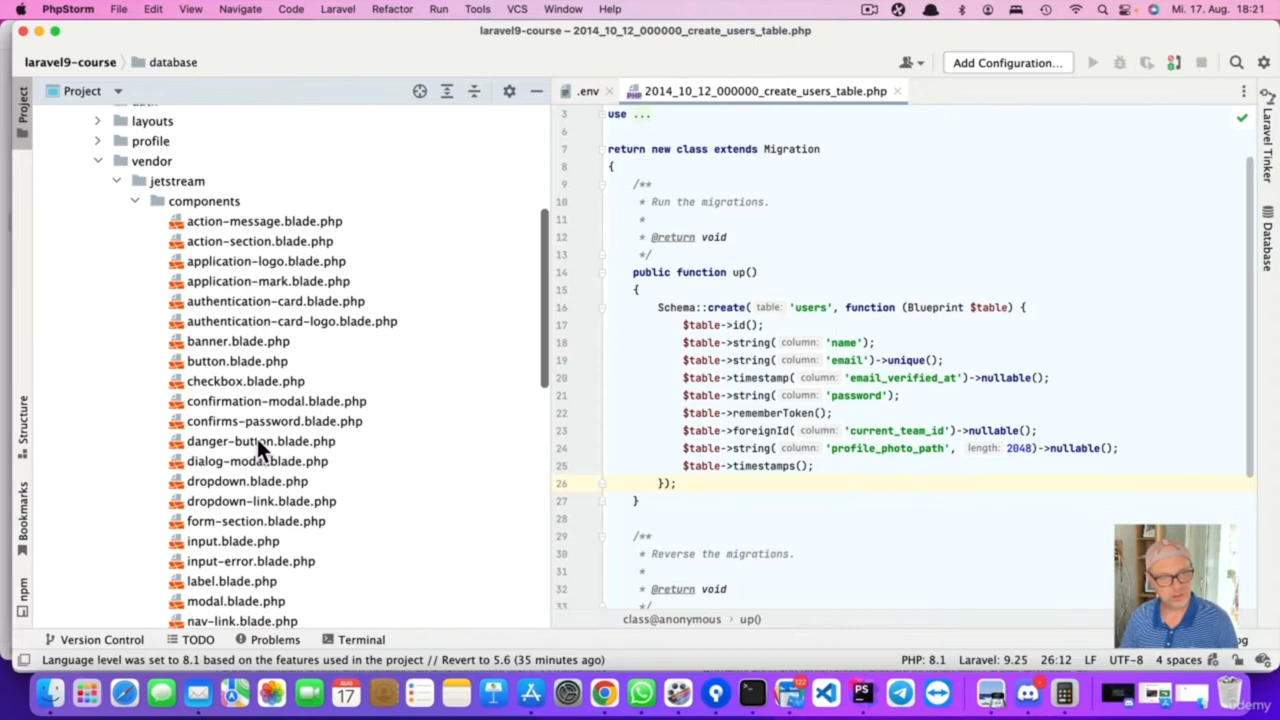 PhpStorm File Edit View Navigate Code Laravel Refactor Run Tools VCS Window Help Mi. 17. Aug. 18:21
laravel9-course – 2014_10_12_000000_create_users_table.php
laravel9-course database Add Configuration...
Project
Project
.env
2014_10_12_000000_create_users_table.php
layouts
profile
vendor
jetstream
components
action-message.blade.php
action-section.blade.php
application-logo.blade.php
application-mark.blade.php
authentication-card.blade.php
authentication-card-logo.blade.php
banner.blade.php
button.blade.php
checkbox.blade.php
confirmation-modal.blade.php
confirms-password.blade.php
danger-button.blade.php
dialog-modal.blade.php
dropdown.blade.php
dropdown-link.blade.php
form-section.blade.php
input.blade.php
input-error.blade.php
label.blade.php
modal.blade.php
nav-link.blade.php
Structure
Bookmarks
npm
3 use ...
6
7 return new class extends Migration
8 {
9 /**
10 * Run the migrations.
11 *
12 * @return void
13 */
14 public function up()
15 {
16 Schema::create( table: 'users', function (Blueprint $table) {
17 $table->id();
18 $table->string( column: 'name');
19 $table->string( column: 'email')->unique();
20 $table->timestamp( column: 'email_verified_at')->nullable();
21 $table->string( column: 'password');
22 $table->rememberToken();
23 $table->foreignId( column: 'current_team_id')->nullable();
24 $table->string( column: 'profile_photo_path', length: 2048)->nullable();
25 $table->timestamps();
26 });
27 }
28
29 /**
30 * Reverse the migrations.
31 *
32 * @return void
33 */
class@anonymous › up()
Laravel Tinker
Database
Version Control TODO Problems Terminal
Language level was set to 8.1 based on the features used in the project // Revert to 5.6 (35 minutes ago) PHP: 8.1 Laravel: 9.25 26:12 LF UTF-8 4 spaces
AUG
17
122
PS